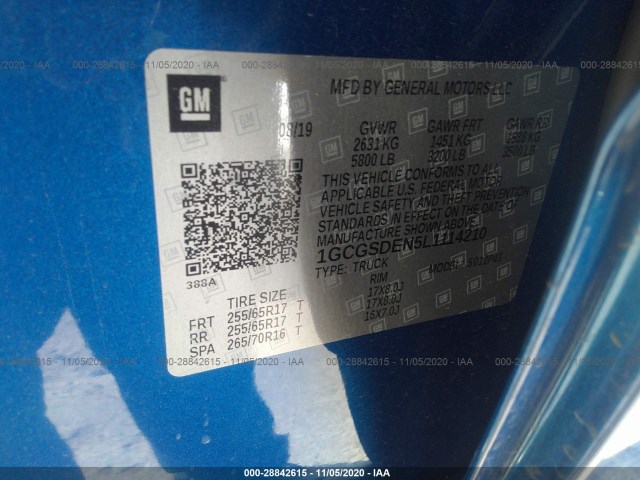 000-28842615 - 11/05/2020 - IAA
GM
MFD BY GENERAL MOTORS LLC
08/19
GVWR GAWR FRT GAWR RR
2631 KG 1451 KG KG
5800 LB 3200 LB LB
THIS VEHICLE CONFORMS TO ALL
APPLICABLE U.S. FEDERAL MOTOR
VEHICLE SAFETY AND THEFT PREVENTION
STANDARDS IN EFFECT ON THE DATE OF
MANUFACTURE SHOWN ABOVE.
1GCGSDEN5L1114210
TYPE: TRUCK MODEL:
388A
TIRE SIZE RIM
FRT 255/65R17 T 17X8.0J
RR 255/65R17 T 17X8.0J
SPA 265/70R16 T 16X7.0J
000-28842615 - 11/05/2020 - IAA